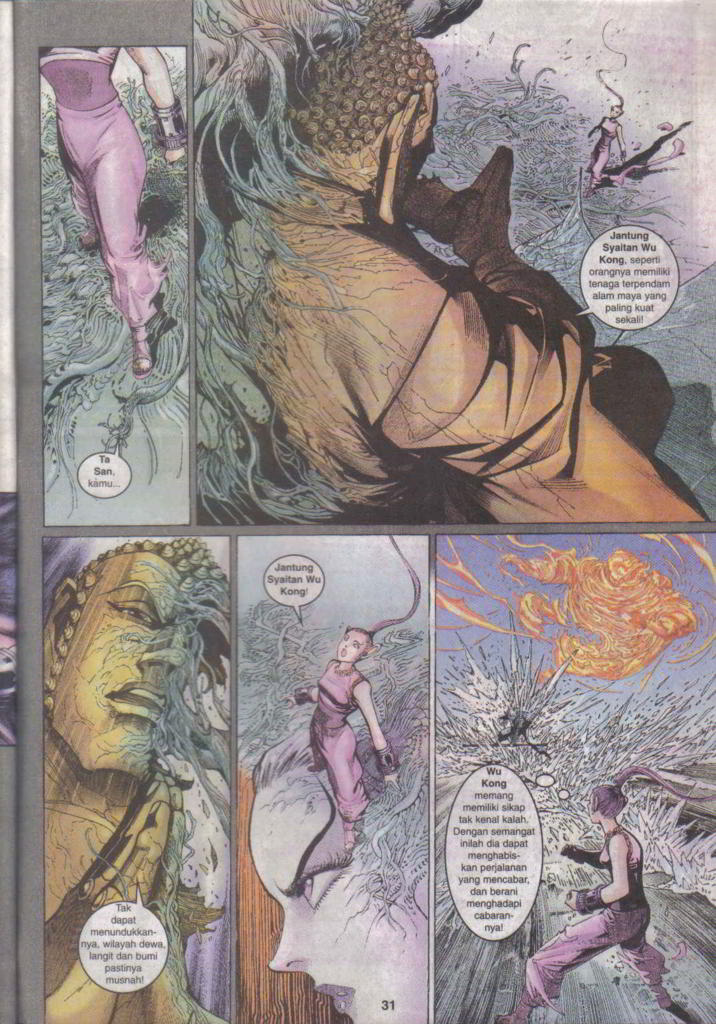 Ta
San,
kamu...
Jantung
Syaitan Wu
Kong, seperti
orangnya memiliki
tenaga terpendam
alam maya yang
paling kuat
sekali!
Tak
dapat
menundukkan-
nya, wilayah dewa,
langit dan bumi
pastinya
musnah!
Jantung
Syaitan Wu
Kong!
Wu
Kong
memang
memiliki sikap
tak kenal kalah.
Dengan semangat
inilah dia dapat
menghabis-
kan perjalanan
yang mencabar,
dan berani
menghadapi
cabaran-
nya!
31